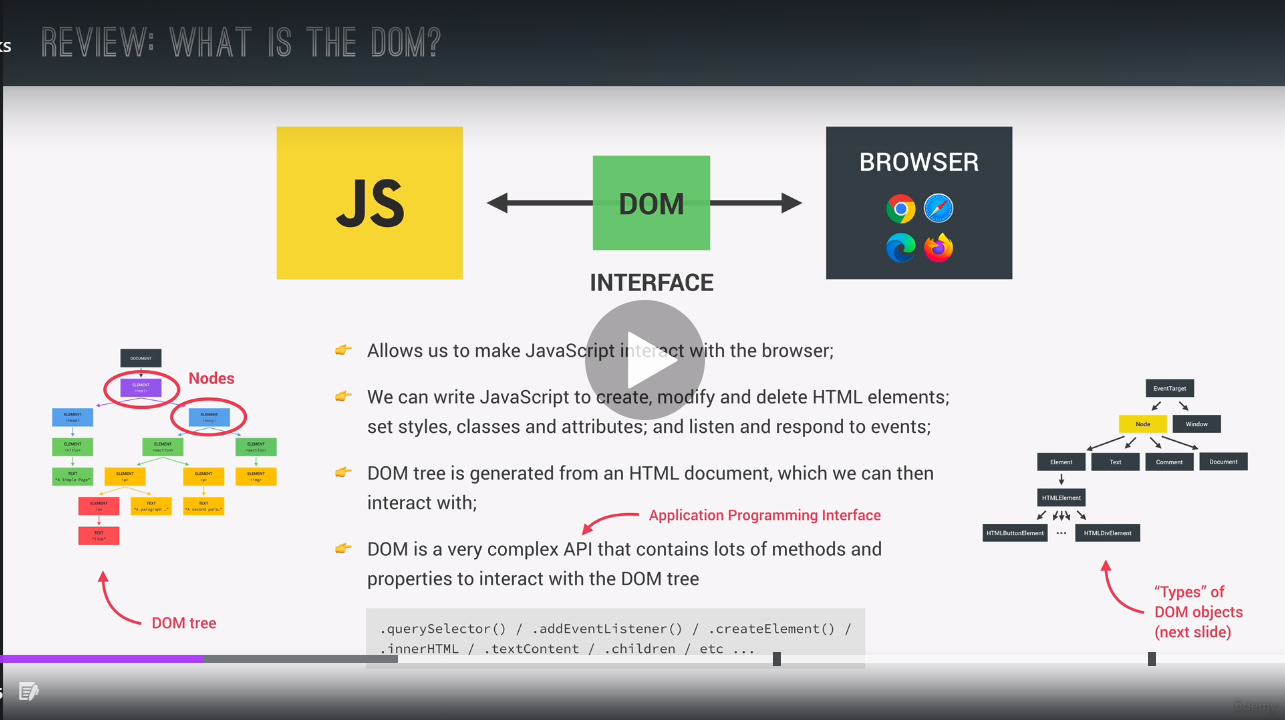 REVIEW: WHAT IS THE DOM?
JS
DOM
BROWSER
INTERFACE
👉 Allows us to make JavaScript interact with the browser;
👉 We can write JavaScript to create, modify and delete HTML elements;
set styles, classes and attributes; and listen and respond to events;
👉 DOM tree is generated from an HTML document, which we can then
interact with;
Application Programming Interface
👉 DOM is a very complex API that contains lots of methods and
properties to interact with the DOM tree
.querySelector() / .addEventListener() / .createElement() /
.innerHTML / .textContent / .children / etc ...
DOCUMENT
ELEMENT
<html>
Nodes
ELEMENT
<head>
ELEMENT
<body>
ELEMENT
<title>
ELEMENT
<section>
ELEMENT
<section>
TEXT
"A Simple Page"
ELEMENT
<p>
ELEMENT
<p>
ELEMENT
<img>
ELEMENT
<a>
TEXT
"A paragraph …"
TEXT
"A second para…"
TEXT
"link"
DOM tree
EventTarget
Node
Window
Element
Text
Comment
Document
HTMLElement
HTMLButtonElement
...
HTMLDivElement
"Types" of
DOM objects
(next slide)
Udemy